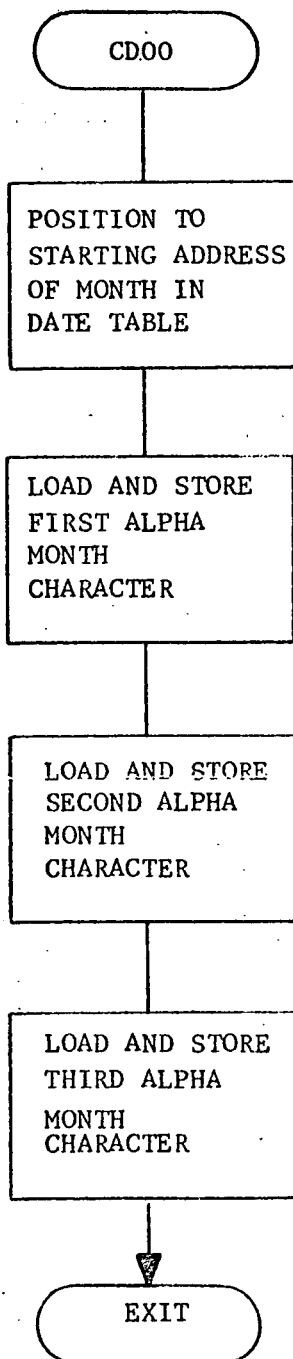 CD00
POSITION TO
STARTING ADDRESS
OF MONTH IN
DATE TABLE
LOAD AND STORE
FIRST ALPHA
MONTH
CHARACTER
LOAD AND STORE
SECOND ALPHA
MONTH
CHARACTER
LOAD AND STORE
THIRD ALPHA
MONTH
CHARACTER
EXIT